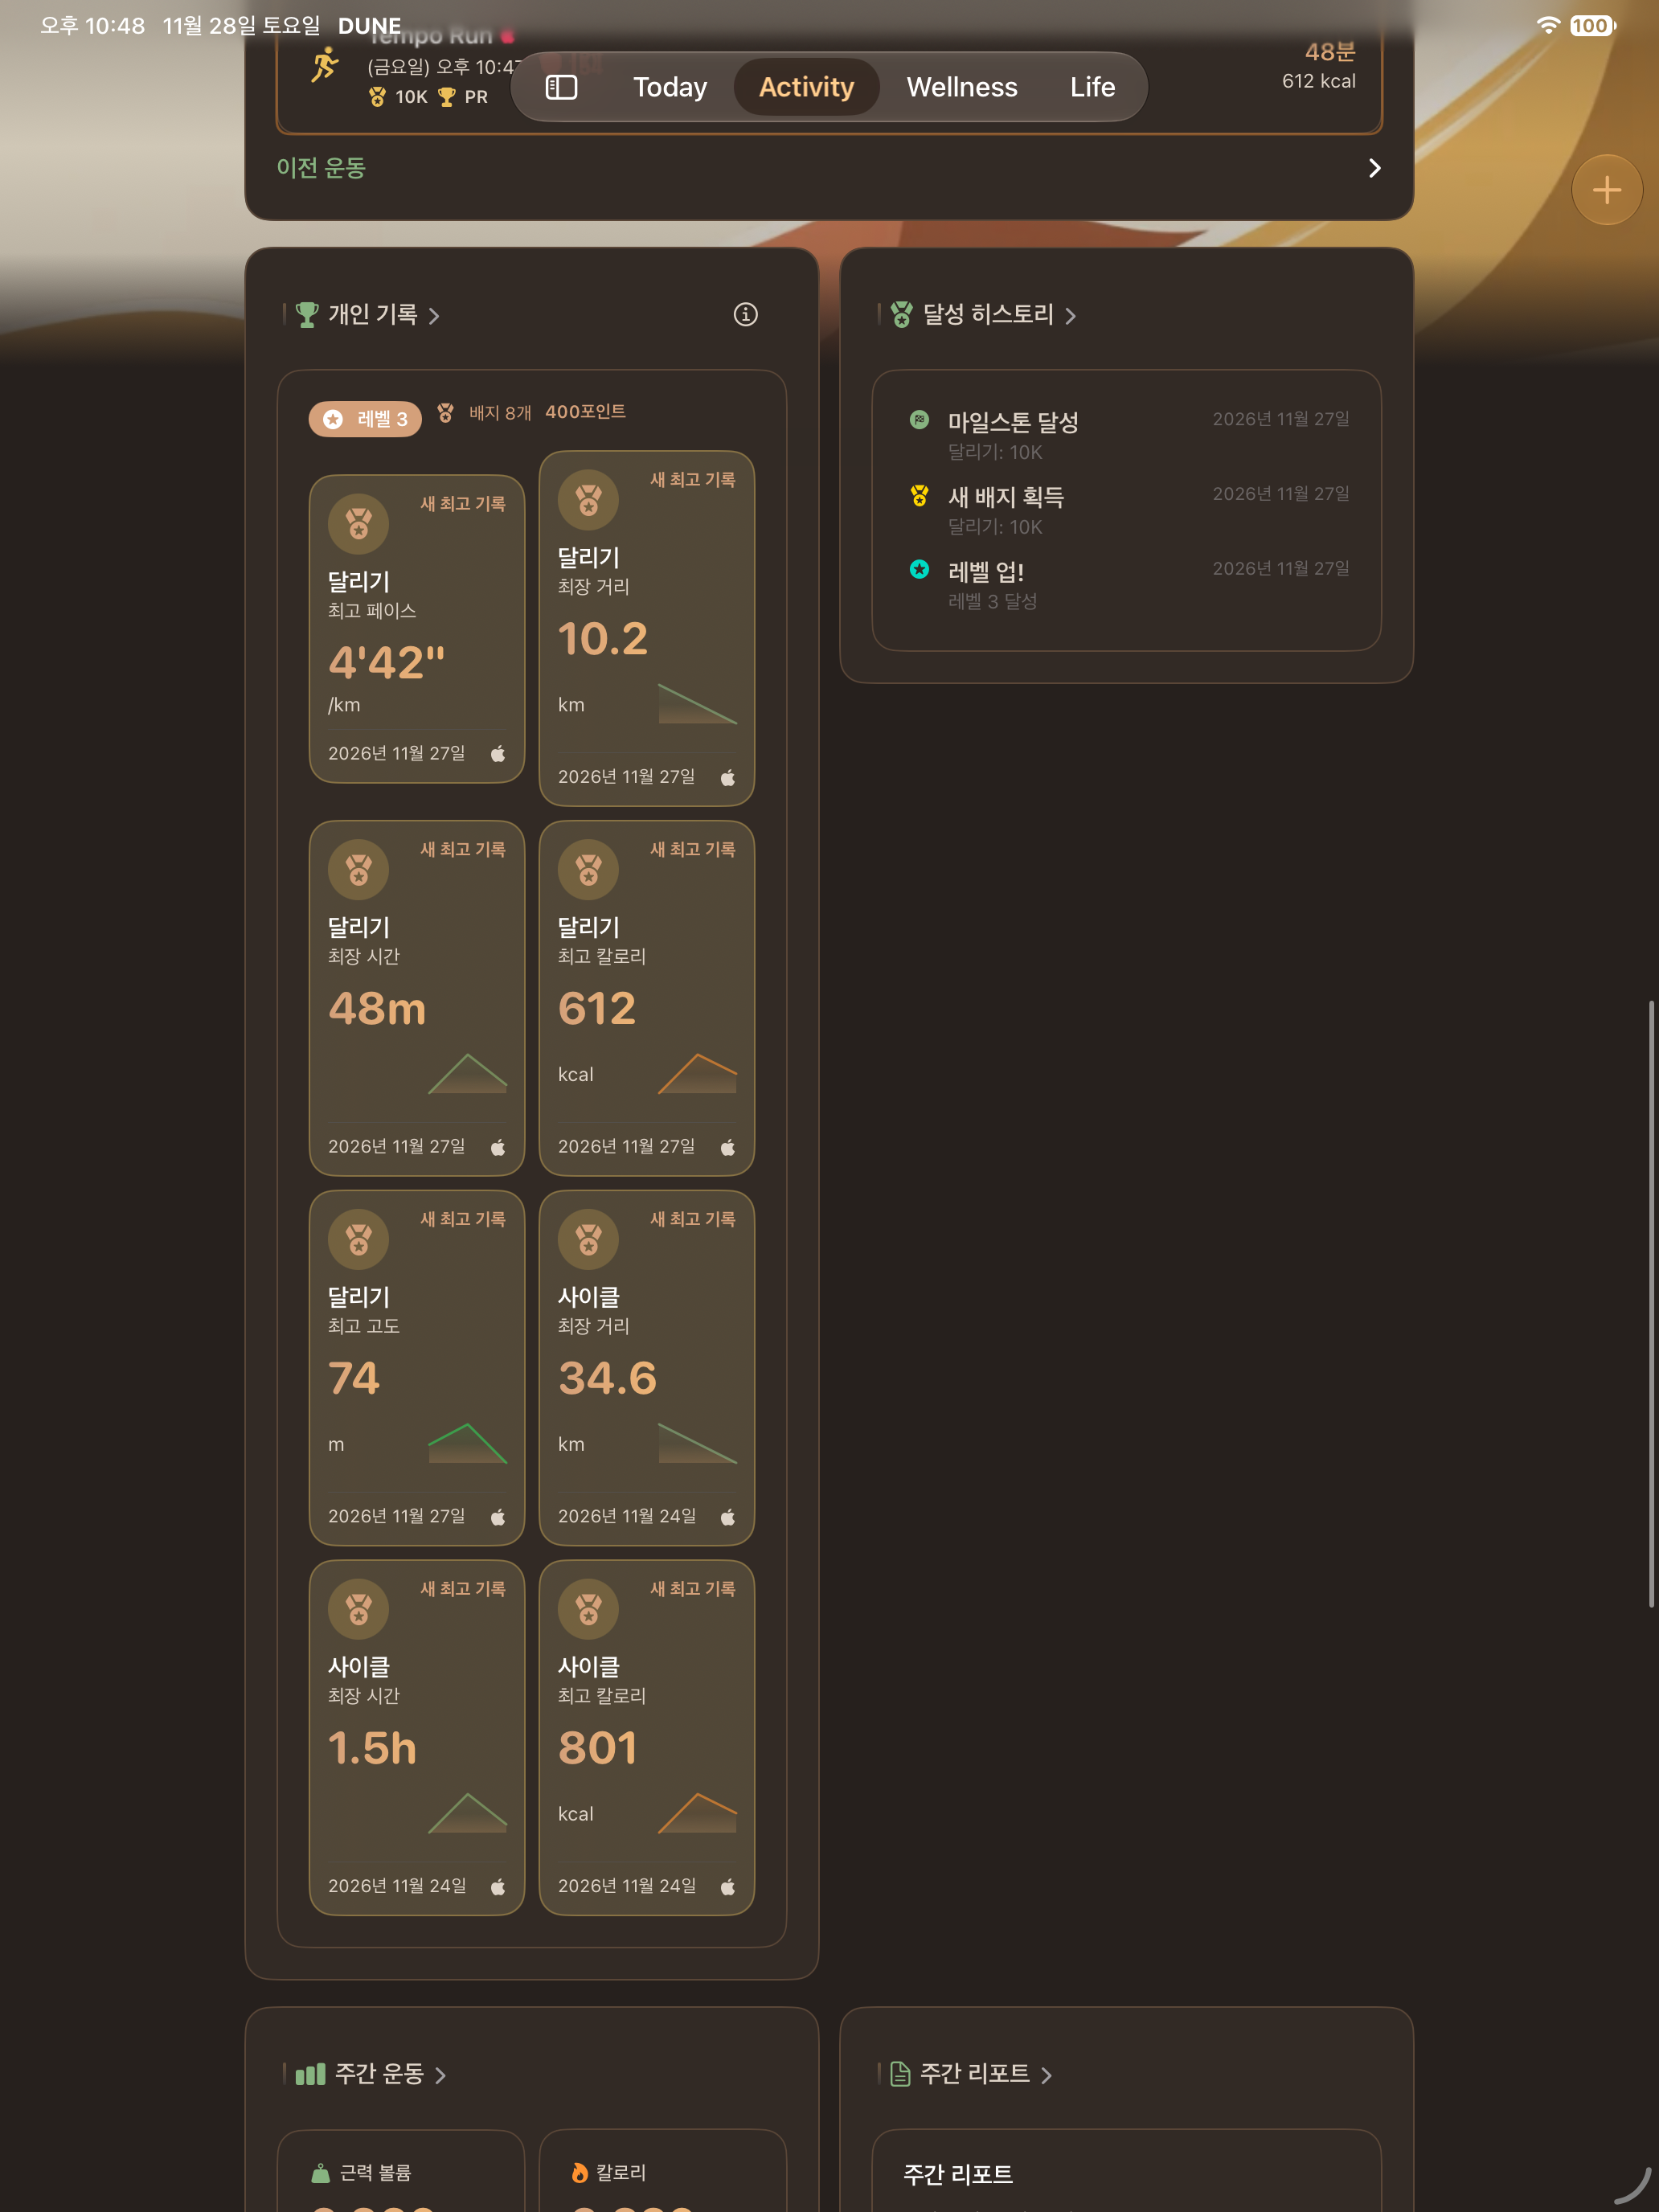 오후 10:48 11월 28일 토요일 DUNE
100
Tempo Run
48분
(금요일) 오후 10:47
612 kcal
10K PR
Today
Activity
Wellness
Life
이전 운동
개인 기록
레벨 3
배지 8개
400포인트
새 최고 기록
달리기
최고 페이스
4'42"
/km
2026년 11월 27일
새 최고 기록
달리기
최장 거리
10.2
km
2026년 11월 27일
새 최고 기록
달리기
최장 시간
48m
2026년 11월 27일
새 최고 기록
달리기
최고 칼로리
612
kcal
2026년 11월 27일
새 최고 기록
달리기
최고 고도
74
m
2026년 11월 27일
새 최고 기록
사이클
최장 거리
34.6
km
2026년 11월 24일
새 최고 기록
사이클
최장 시간
1.5h
2026년 11월 24일
새 최고 기록
사이클
최고 칼로리
801
kcal
2026년 11월 24일
달성 히스토리
마일스톤 달성
2026년 11월 27일
달리기: 10K
새 배지 획득
2026년 11월 27일
달리기: 10K
레벨 업!
2026년 11월 27일
레벨 3 달성
주간 운동
근력 볼륨
칼로리
주간 리포트
주간 리포트